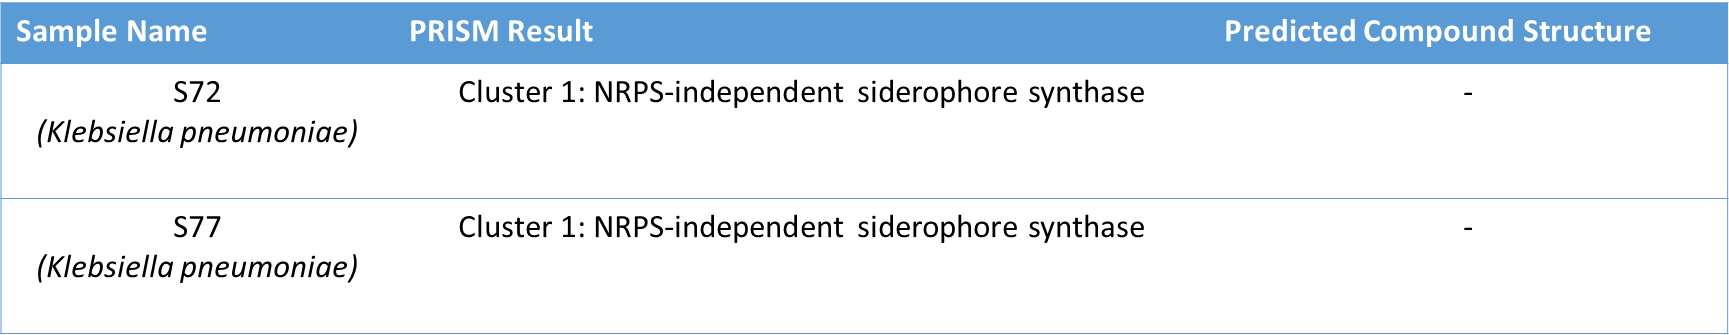 Sample Name PRISM Result Predicted Compound Structure
S72 Cluster 1: NRPS-independent siderophore synthase -
(Klebsiella pneumoniae)
S77 Cluster 1: NRPS-independent siderophore synthase -
(Klebsiella pneumoniae)